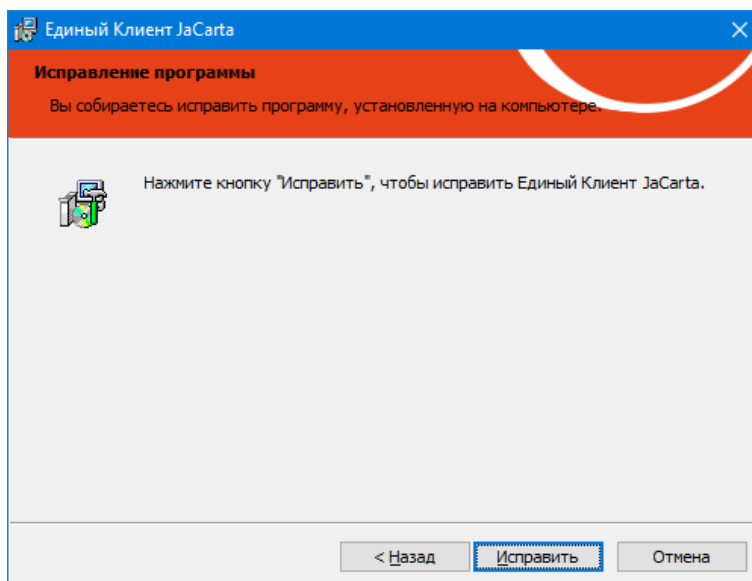 Единый Клиент JaCarta
Исправление программы
Вы собираетесь исправить программу, установленную на компьютере.
Нажмите кнопку "Исправить", чтобы исправить Единый Клиент JaCarta.
< Назад
Исправить
Отмена